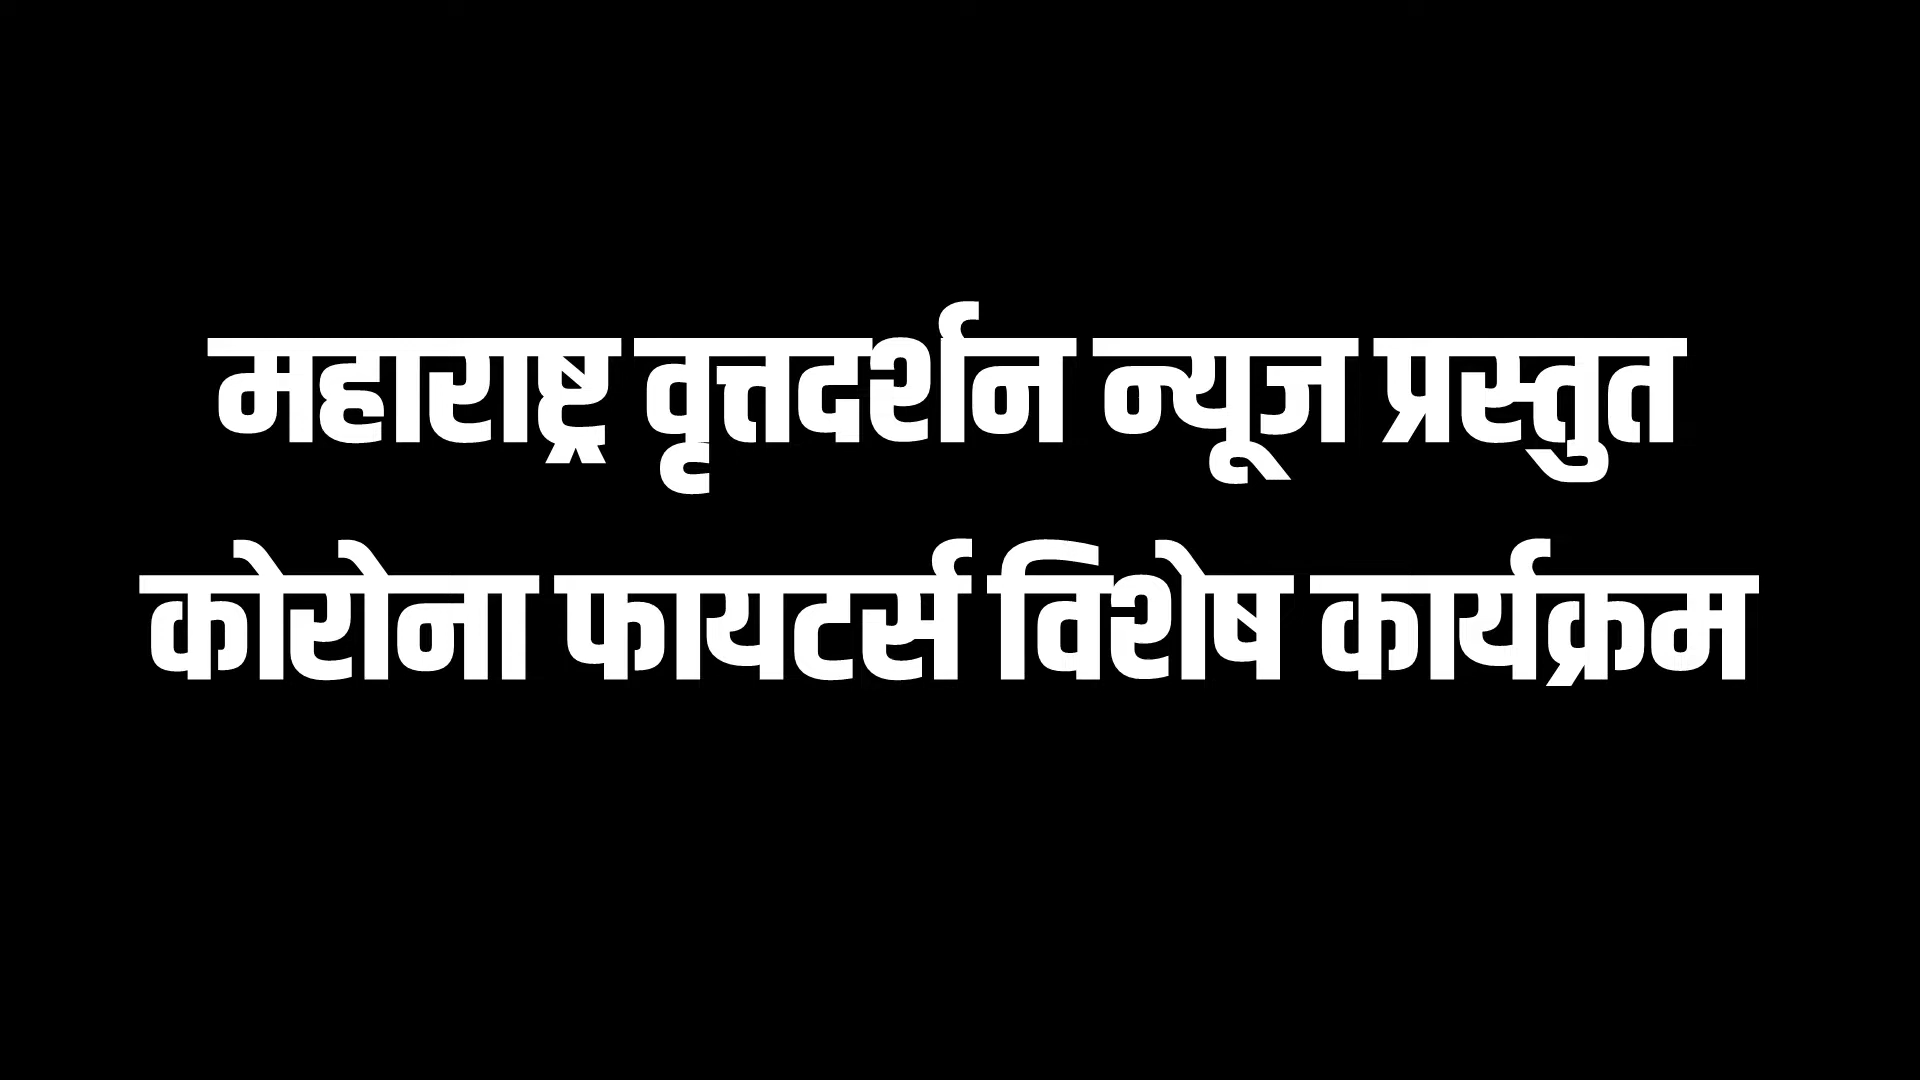 महाराष्ट्र वृत्तदर्शन न्यूज प्रस्तुत
कोरोना फायटर्स विशेष कार्यक्रम